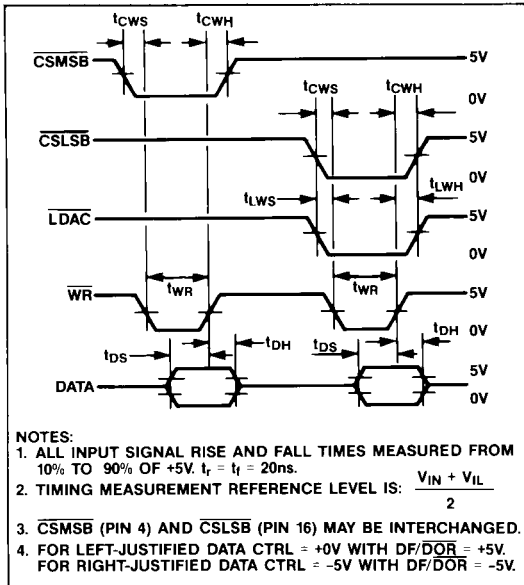 tCWS tCWH
CSMSB 5V
tCWS tCWH 0V
CSLSB 5V
tLWS tLWH 0V
LDAC 5V
tWR tWR 0V
WR 5V
tDS tDH tDS tDH 0V
DATA 5V
0V
NOTES:
1. ALL INPUT SIGNAL RISE AND FALL TIMES MEASURED FROM
10% TO 90% OF +5V. tr = tf = 20ns.
2. TIMING MEASUREMENT REFERENCE LEVEL IS: VIN + VIL
2
3. CSMSB (PIN 4) AND CSLSB (PIN 16) MAY BE INTERCHANGED.
4. FOR LEFT-JUSTIFIED DATA CTRL = +0V WITH DF/DOR = +5V.
FOR RIGHT-JUSTIFIED DATA CTRL = −5V WITH DF/DOR = −5V.